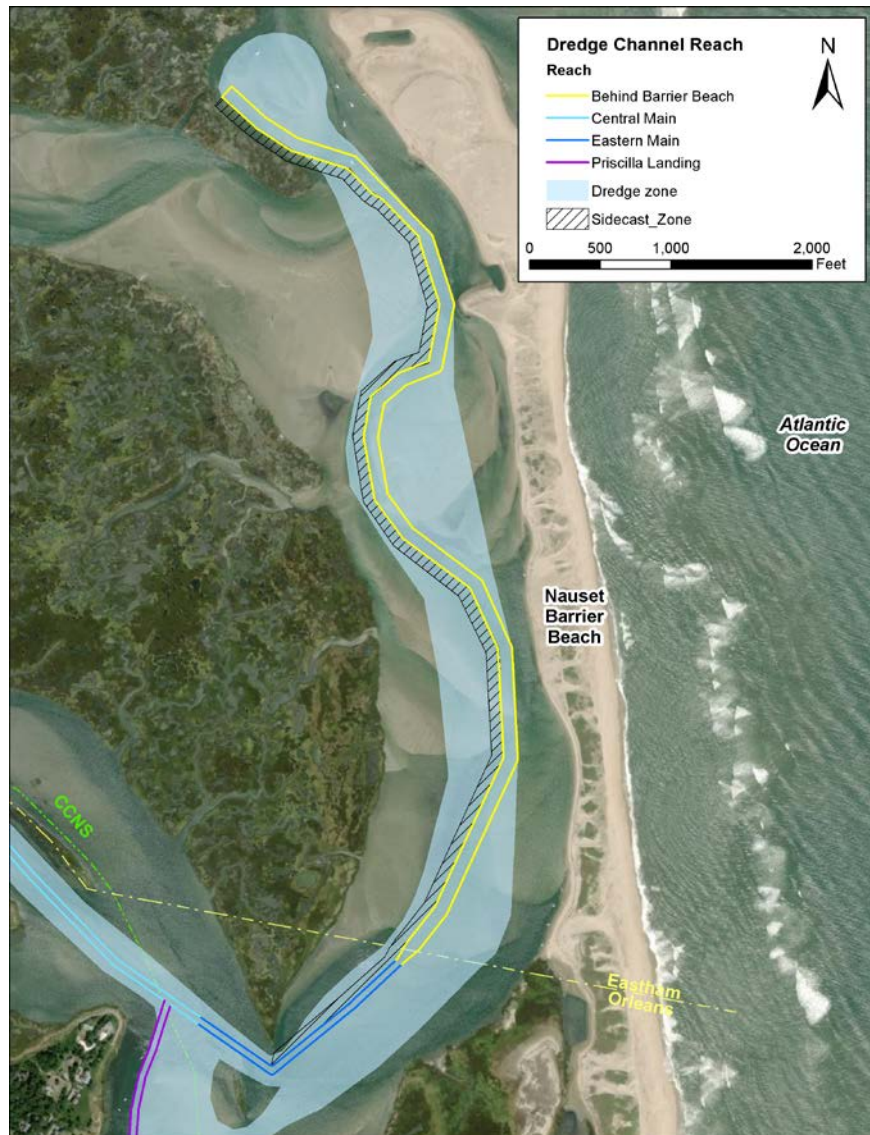 Dredge Channel Reach
N
Reach
Behind Barrier Beach
Central Main
Eastern Main
Priscilla Landing
Dredge zone
Sidecast_Zone
0 500 1,000 2,000
Feet
Atlantic
Ocean
Nauset
Barrier
Beach
CCNS
Eastham
Orleans